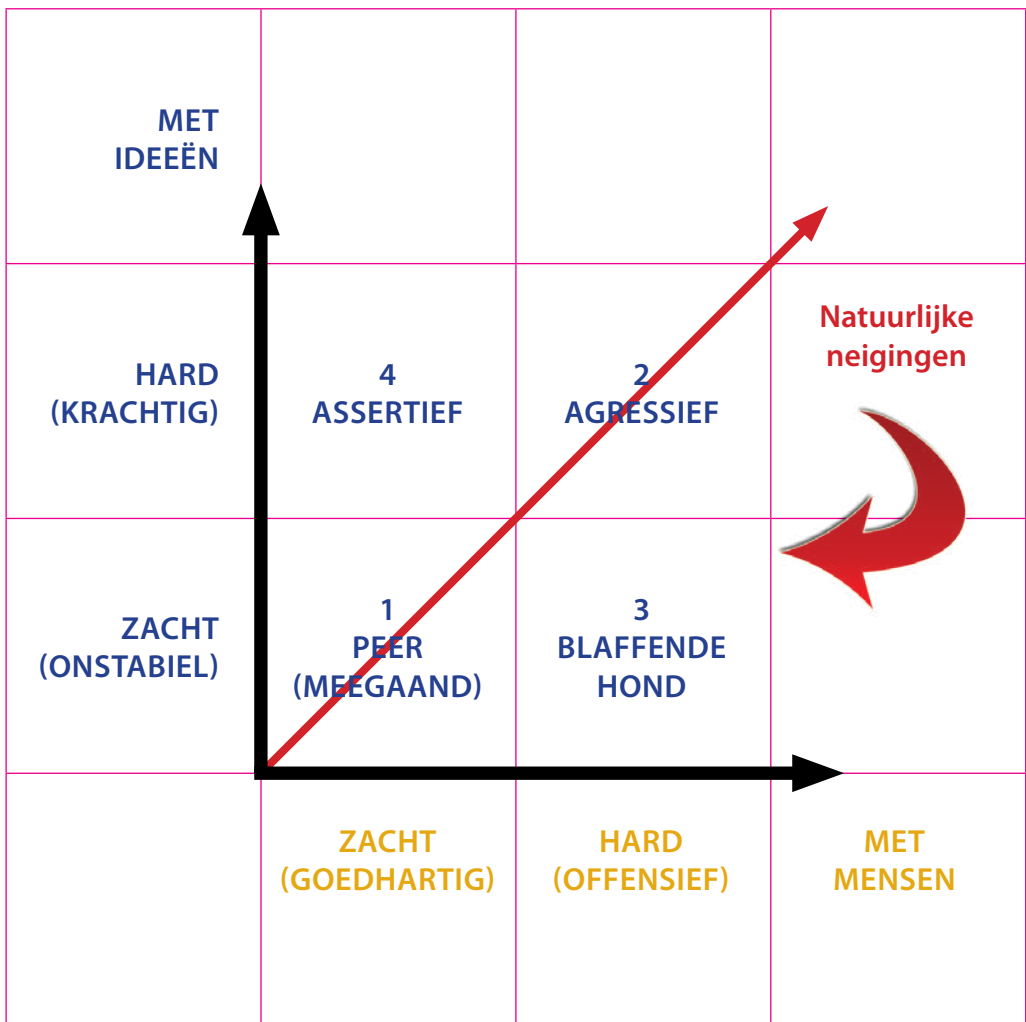 MET
IDEEËN
Natuurlijke
neigingen
HARD
(KRACHTIG)
4
ASSERTIEF
2
AGRESSIEF
ZACHT
(ONSTABIEL)
1
PEER
(MEEGAAND)
3
BLAFFENDE
HOND
ZACHT
(GOEDHARTIG)
HARD
(OFFENSIEF)
MET
MENSEN